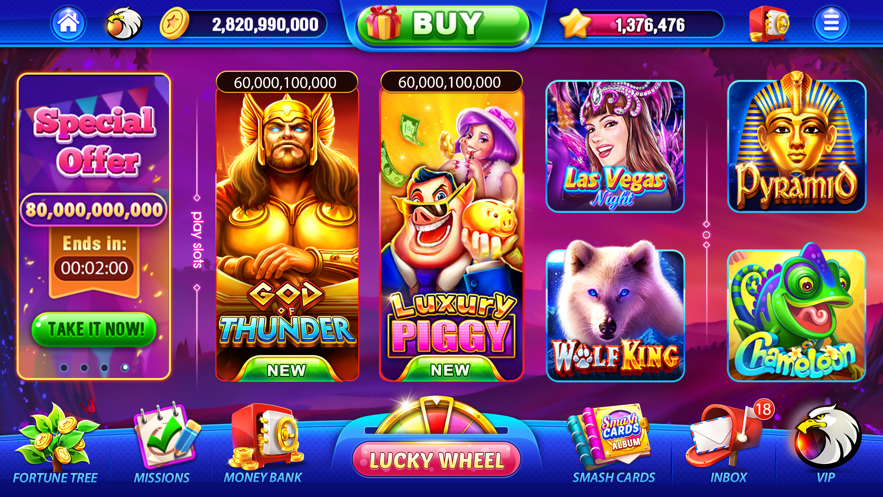 2,820,990,000
BUY
1,376,476
Special
Offer
80,000,000,000
Ends in:
00:02:00
TAKE IT NOW!
play slots
60,000,100,000
GOD
OF
THUNDER
NEW
60,000,100,000
Luxury
PIGGY
NEW
Las Vegas
Night
PYRAMID
WOLF KING
Chameleon
FORTUNE TREE
MISSIONS
MONEY BANK
LUCKY WHEEL
Smash
CARDS
ALBUM
SMASH CARDS
18
INBOX
VIP